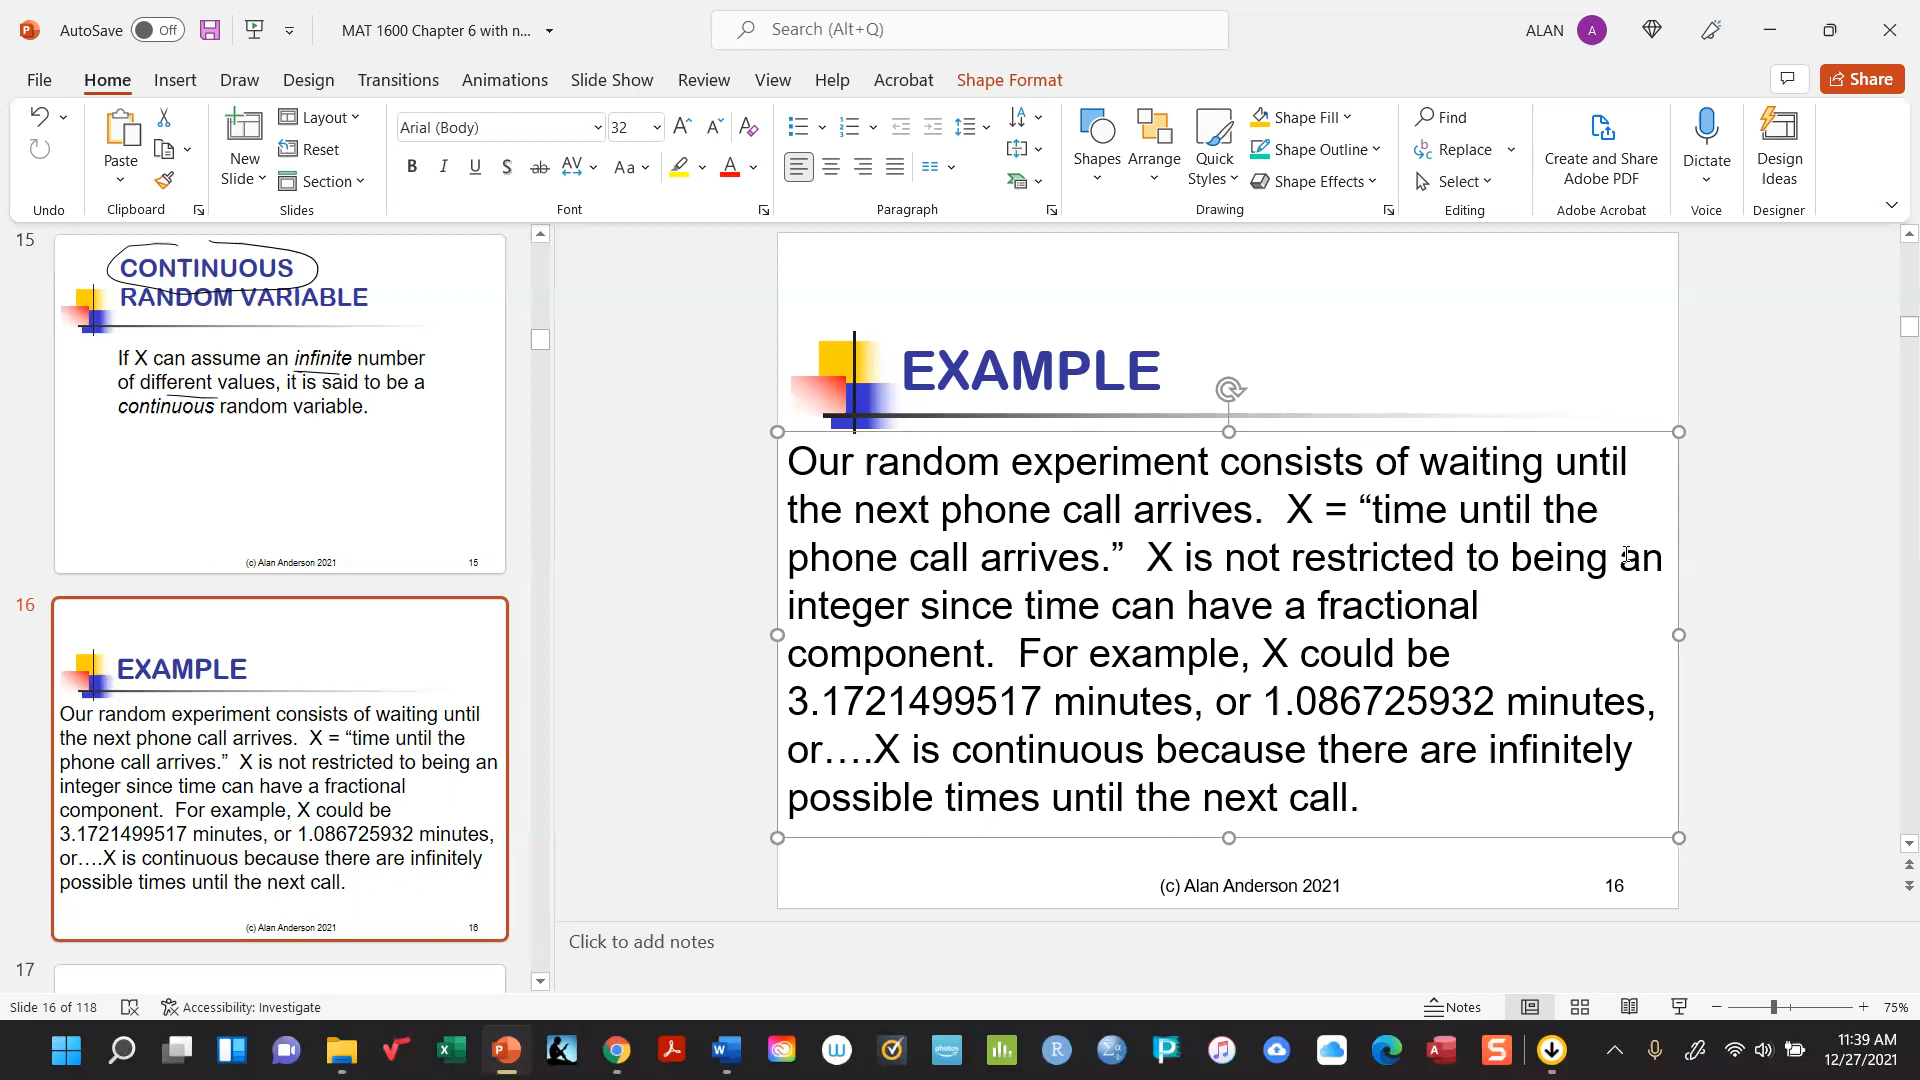 AutoSave Off
MAT 1600 Chapter 6 with n...
Search (Alt+Q)
ALAN A
File Home Insert Draw Design Transitions Animations Slide Show Review View Help Acrobat Shape Format Share
Paste
New Slide
Layout
Reset
Section
Arial (Body) 32
Shapes
Arrange
Quick Styles
Shape Fill
Shape Outline
Shape Effects
Find
Replace
Select
Create and Share Adobe PDF
Dictate
Design Ideas
Undo Clipboard Slides Font Paragraph Drawing Editing Adobe Acrobat Voice Designer
15
CONTINUOUS
RANDOM VARIABLE
If X can assume an infinite number
of different values, it is said to be a
continuous random variable.
(c) Alan Anderson 2021 15
16
EXAMPLE
Our random experiment consists of waiting until
the next phone call arrives. X = “time until the
phone call arrives.” X is not restricted to being an
integer since time can have a fractional
component. For example, X could be
3.1721499517 minutes, or 1.086725932 minutes,
or….X is continuous because there are infinitely
possible times until the next call.
(c) Alan Anderson 2021 16
17
EXAMPLE
Our random experiment consists of waiting until
the next phone call arrives. X = “time until the
phone call arrives.” X is not restricted to being an
integer since time can have a fractional
component. For example, X could be
3.1721499517 minutes, or 1.086725932 minutes,
or….X is continuous because there are infinitely
possible times until the next call.
(c) Alan Anderson 2021 16
Click to add notes
Slide 16 of 118 Accessibility: Investigate Notes 75%
11:39 AM
12/27/2021